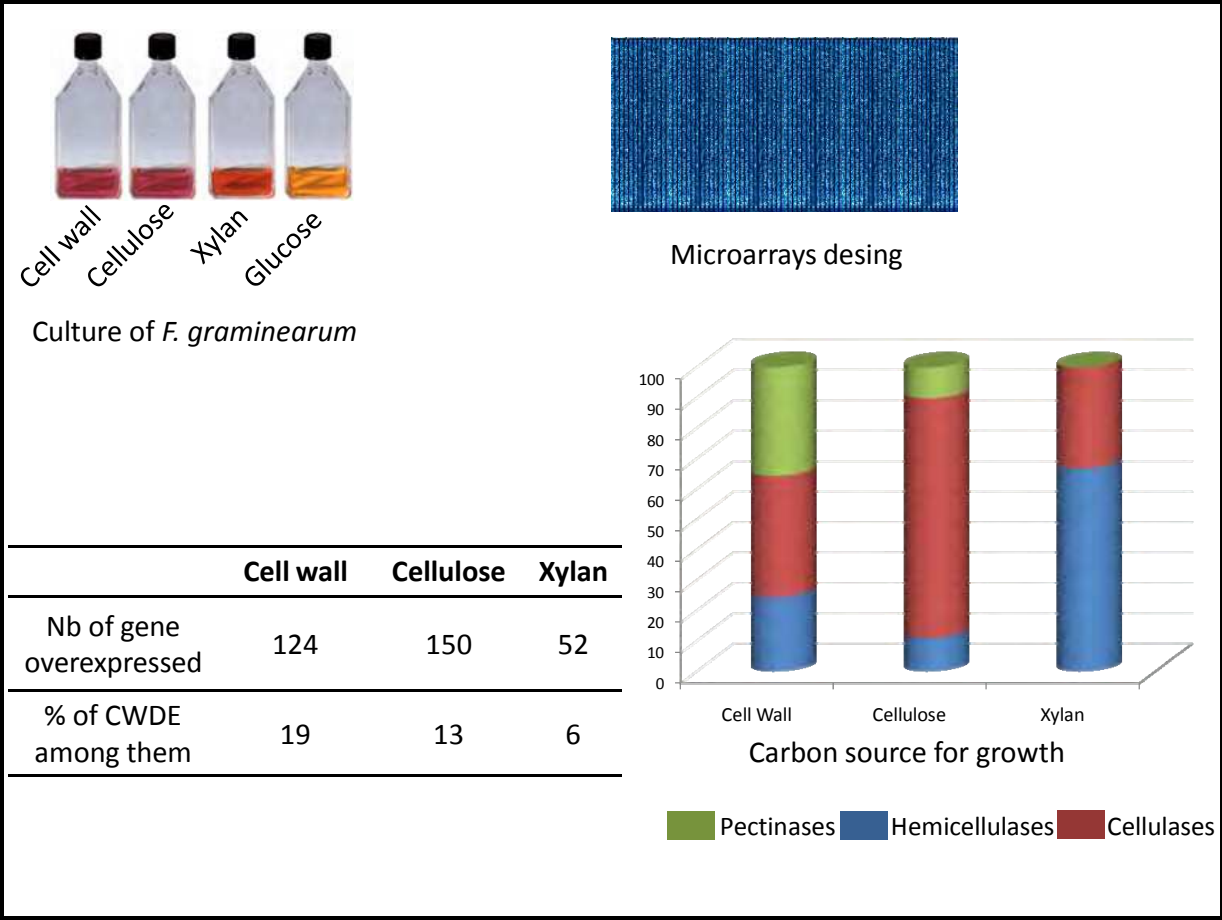 Cell wall
Cellulose
Xylan
Glucose
Culture of F. graminearum
Microarrays desing
Cell wall Cellulose Xylan
Nb of gene
overexpressed
124 150 52
% of CWDE
among them
19 13 6
100
90
80
70
60
50
40
30
20
10
0
Cell Wall Cellulose Xylan
Carbon source for growth
Pectinases Hemicellulases Cellulases